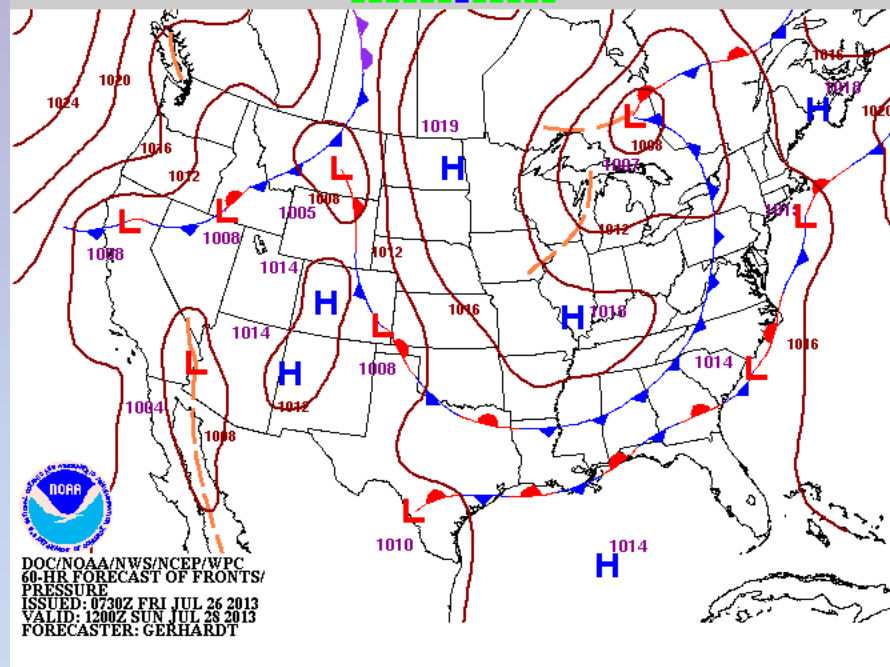 1016
1020
1018
1024
H
1020
L
1019
1008
1016
1007
H
L
1012
1008
1015
L
1005
L
L
1008
1008
1012
1012
1014
H
1016
H
1018
1014
L
1016
L
1008
1014
L
H
1004
1012
1008
NOAA
L
1010
1014
H
DOC/NOAA/NWS/NCEP/WPC
60-HR FORECAST OF FRONTS/
PRESSURE
ISSUED: 0730Z FRI JUL 26 2013
VALID: 1200Z SUN JUL 28 2013
FORECASTER: GERHARDT